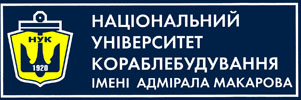 НУК
1920
НАЦІОНАЛЬНИЙ
УНІВЕРСИТЕТ
КОРАБЛЕБУДУВАННЯ
ІМЕНІ АДМІРАЛА МАКАРОВА